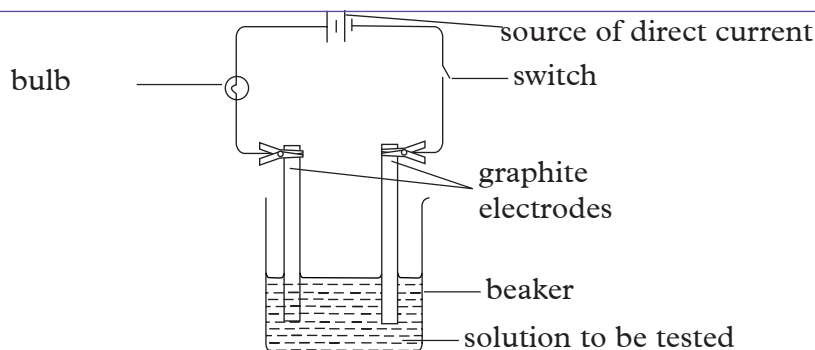 source of direct current
bulb
switch
graphite
electrodes
beaker
solution to be tested